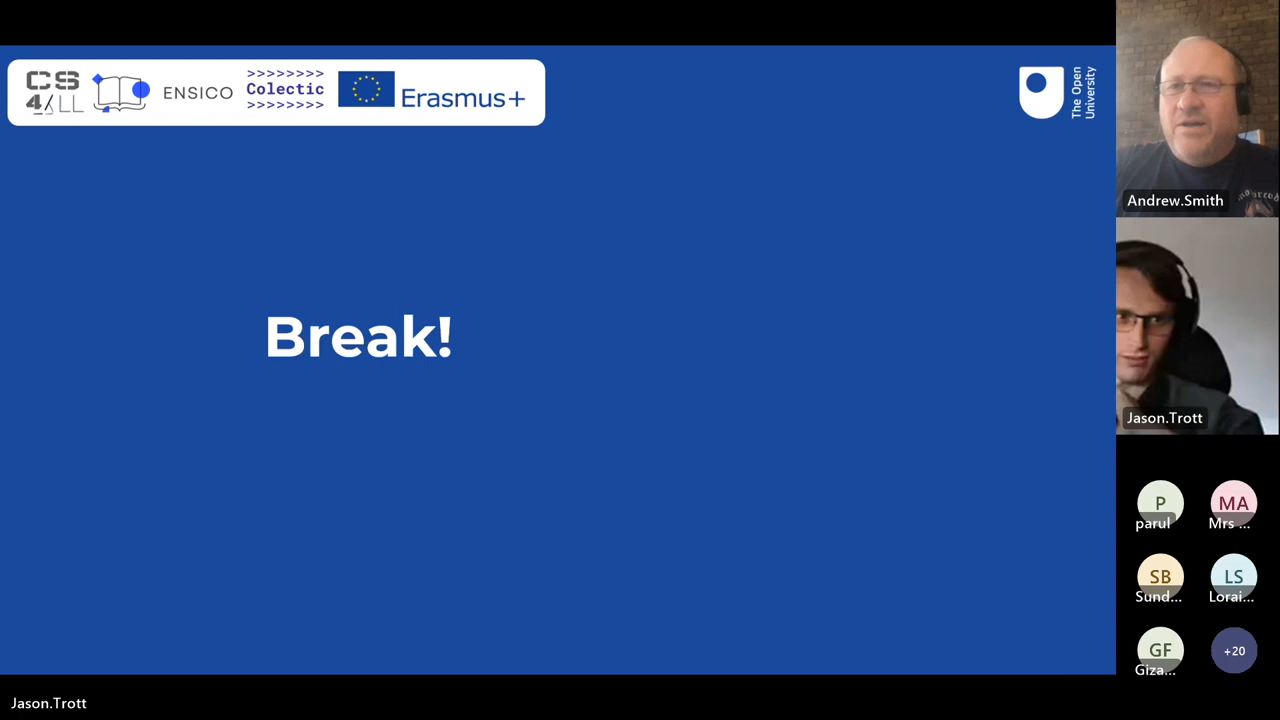 CS
4ALL
ENSICO
>>>>>>>>
Colectic
>>>>>>>>
Erasmus+
The Open
University
Break!
Andrew.Smith
Jason.Trott
P
parul
MA
Mrs ...
SB
Sund...
LS
Lorai...
GF
Giza...
+20
Jason.Trott